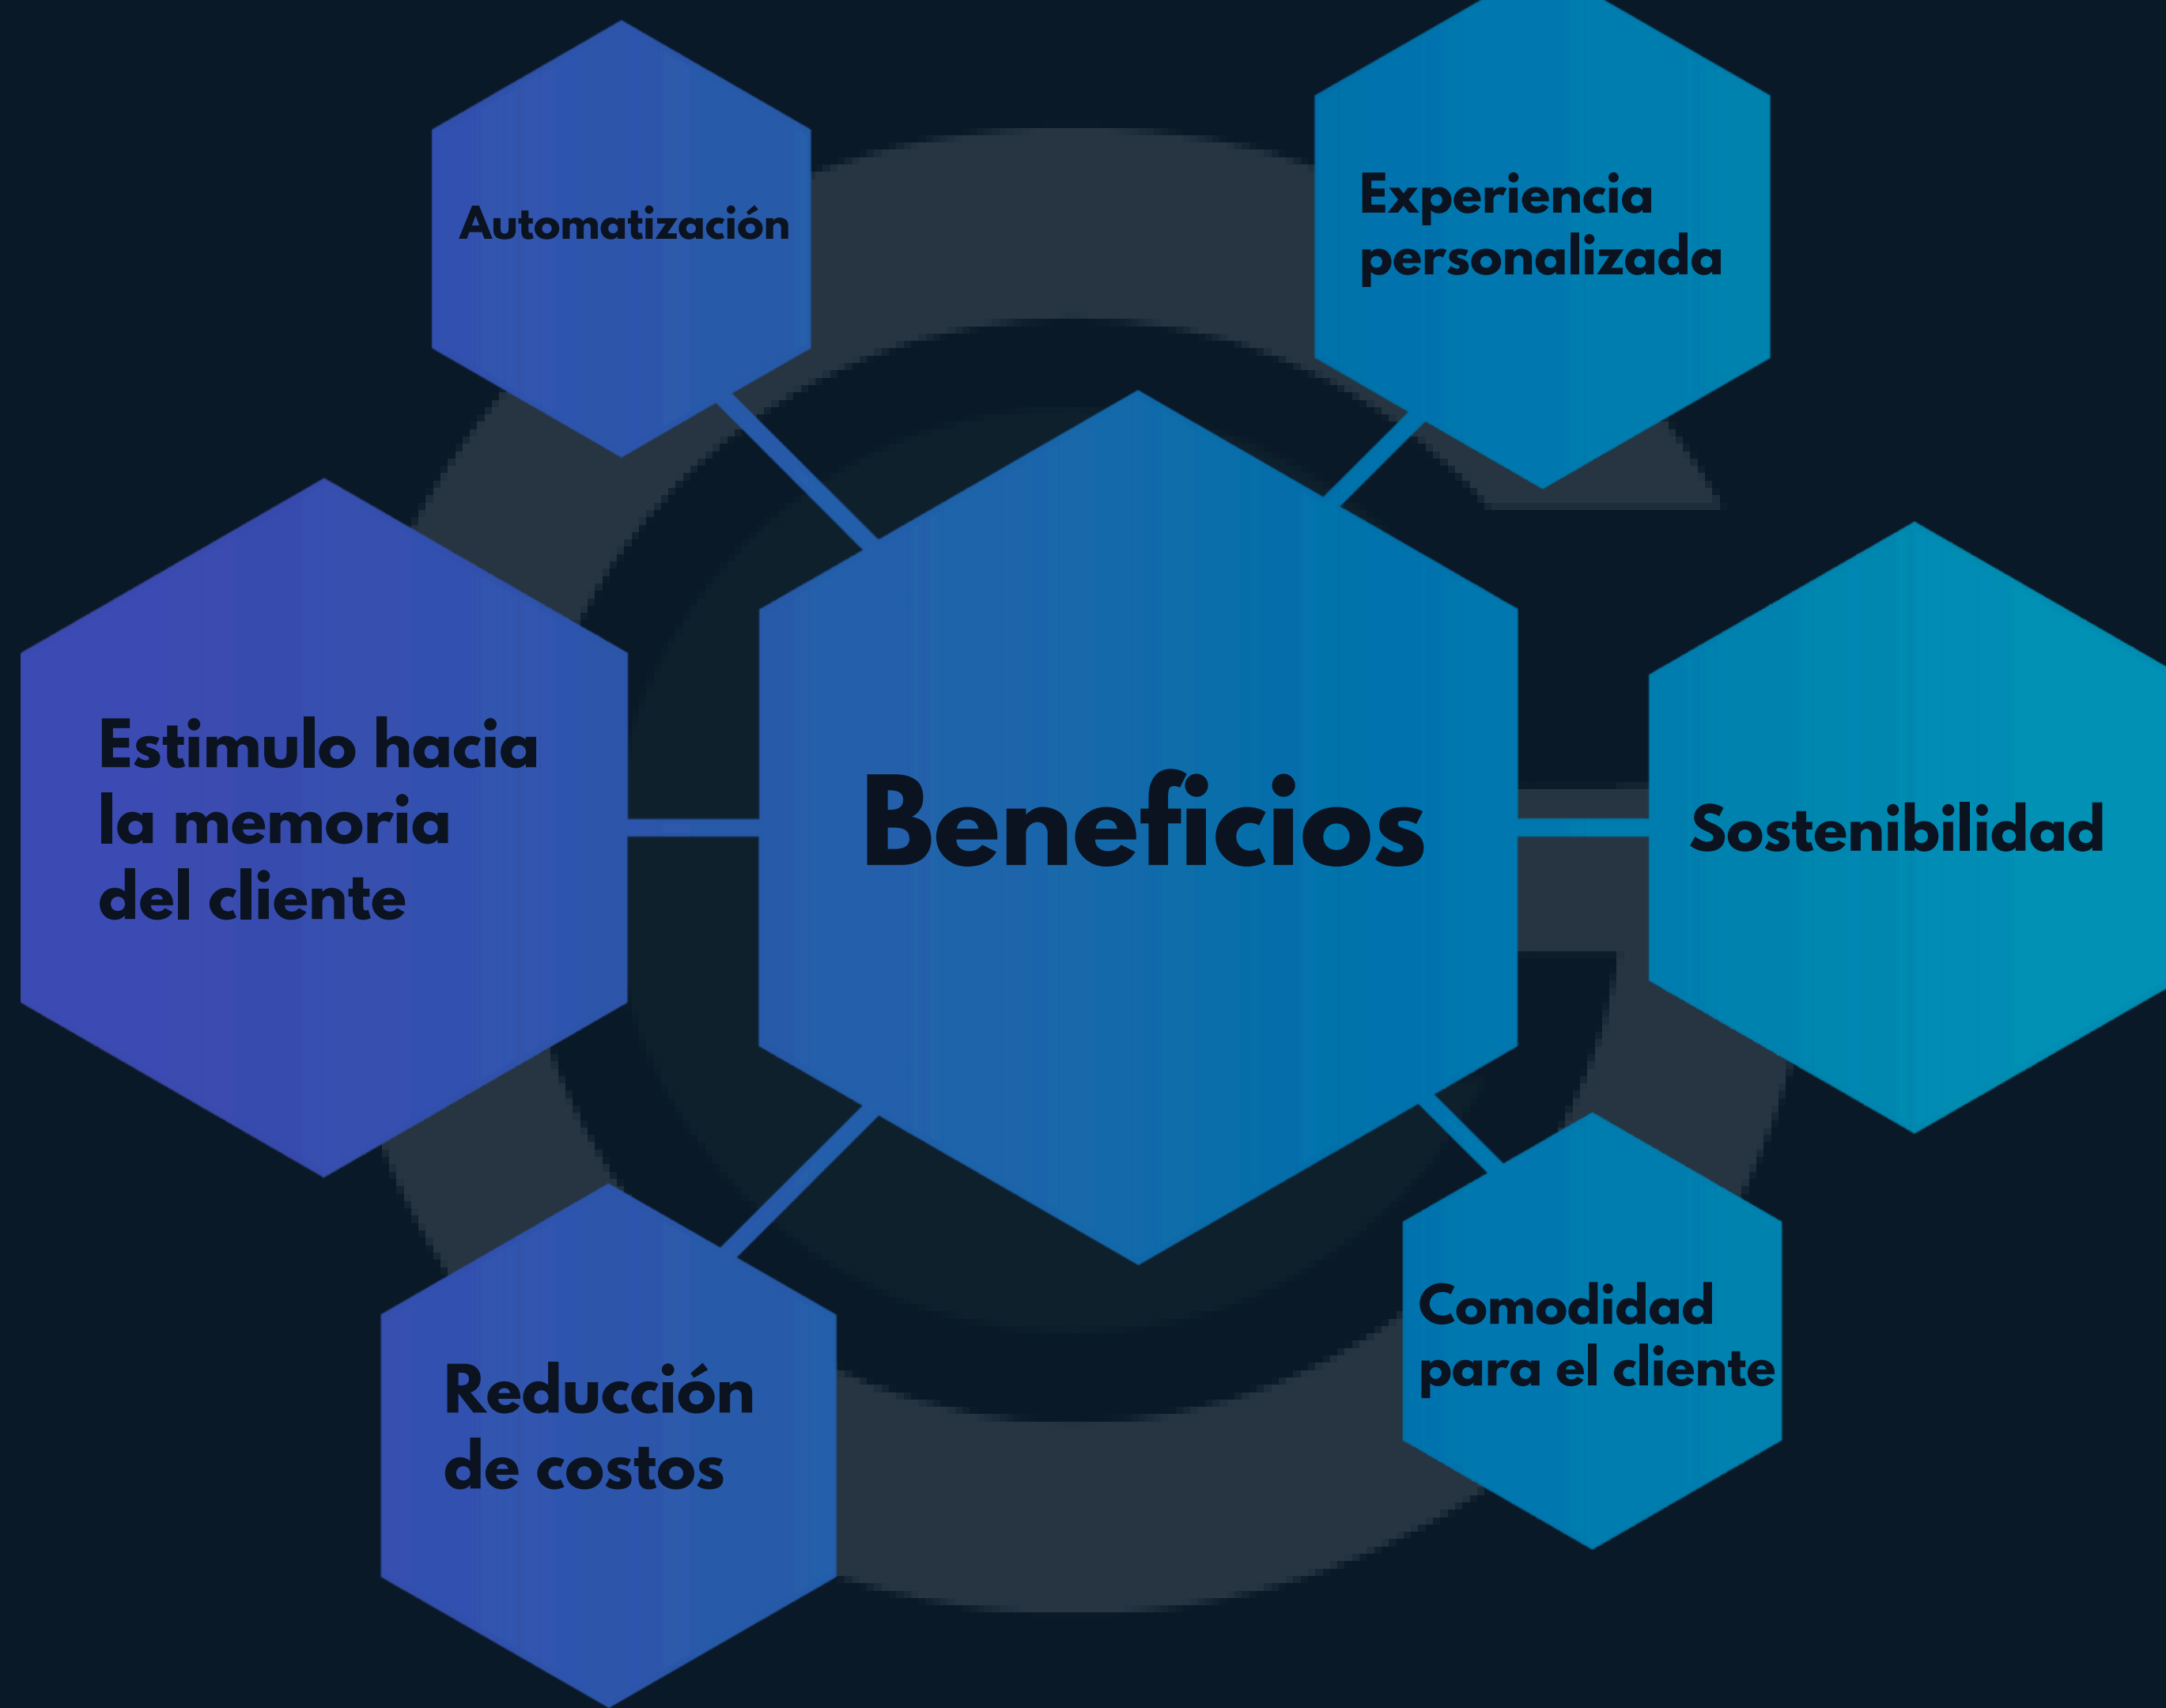 Automatización
Experiencia
personalizada
Estimulo hacia
la memoria
del cliente
Beneficios
Sostenibilidad
Reducción
de costos
Comodidad
para el cliente